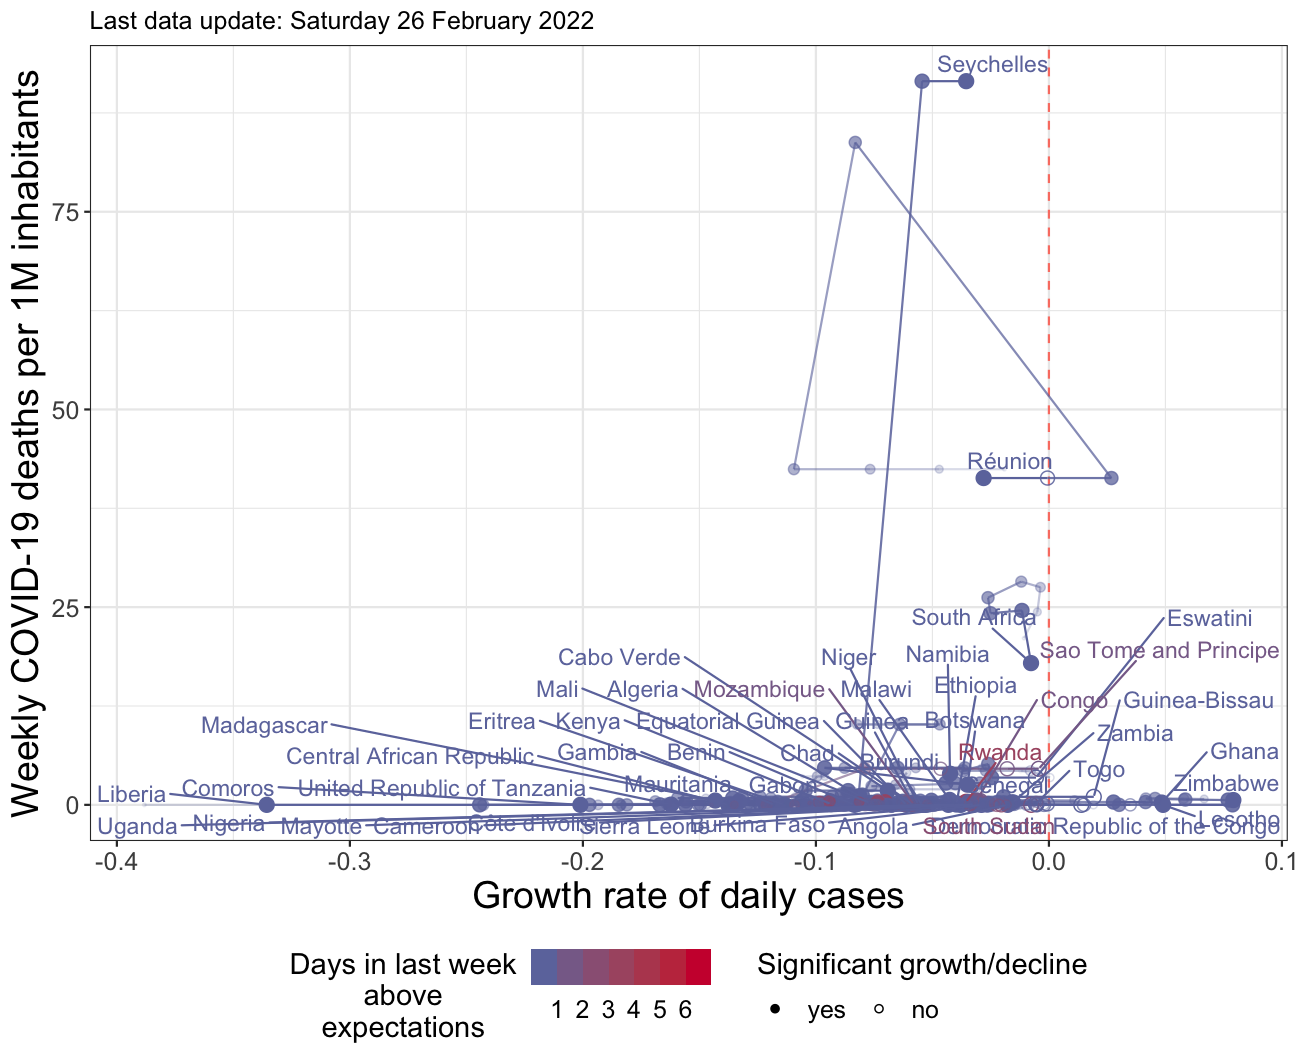 Last data update: Saturday 26 February 2022
Weekly COVID-19 deaths per 1M inhabitants
75
50
25
0
Seychelles
Réunion
South Africa
Eswatini
Sao Tome and Principe
Cabo Verde
Niger
Namibia
Mali
Algeria
Mozambique
Malawi
Ethiopia
Congo
Guinea-Bissau
Madagascar
Eritrea
Kenya
Equatorial Guinea
Guinea
Botswana
Zambia
Central African Republic
Gambia
Benin
Chad
Burundi
Rwanda
Ghana
Togo
Liberia
Comoros
United Republic of Tanzania
Mauritania
Gabon
Senegal
Zimbabwe
Lesotho
Uganda
Nigeria
Mayotte
Cameroon
Côte d'Ivoire
Sierra Leone
Burkina Faso
Angola
South Sudan
Democratic Republic of the Congo
-0.4
-0.3
-0.2
-0.1
0.0
0.1
Growth rate of daily cases
Days in last week
above
expectations
1 2 3 4 5 6
Significant growth/decline
yes
no